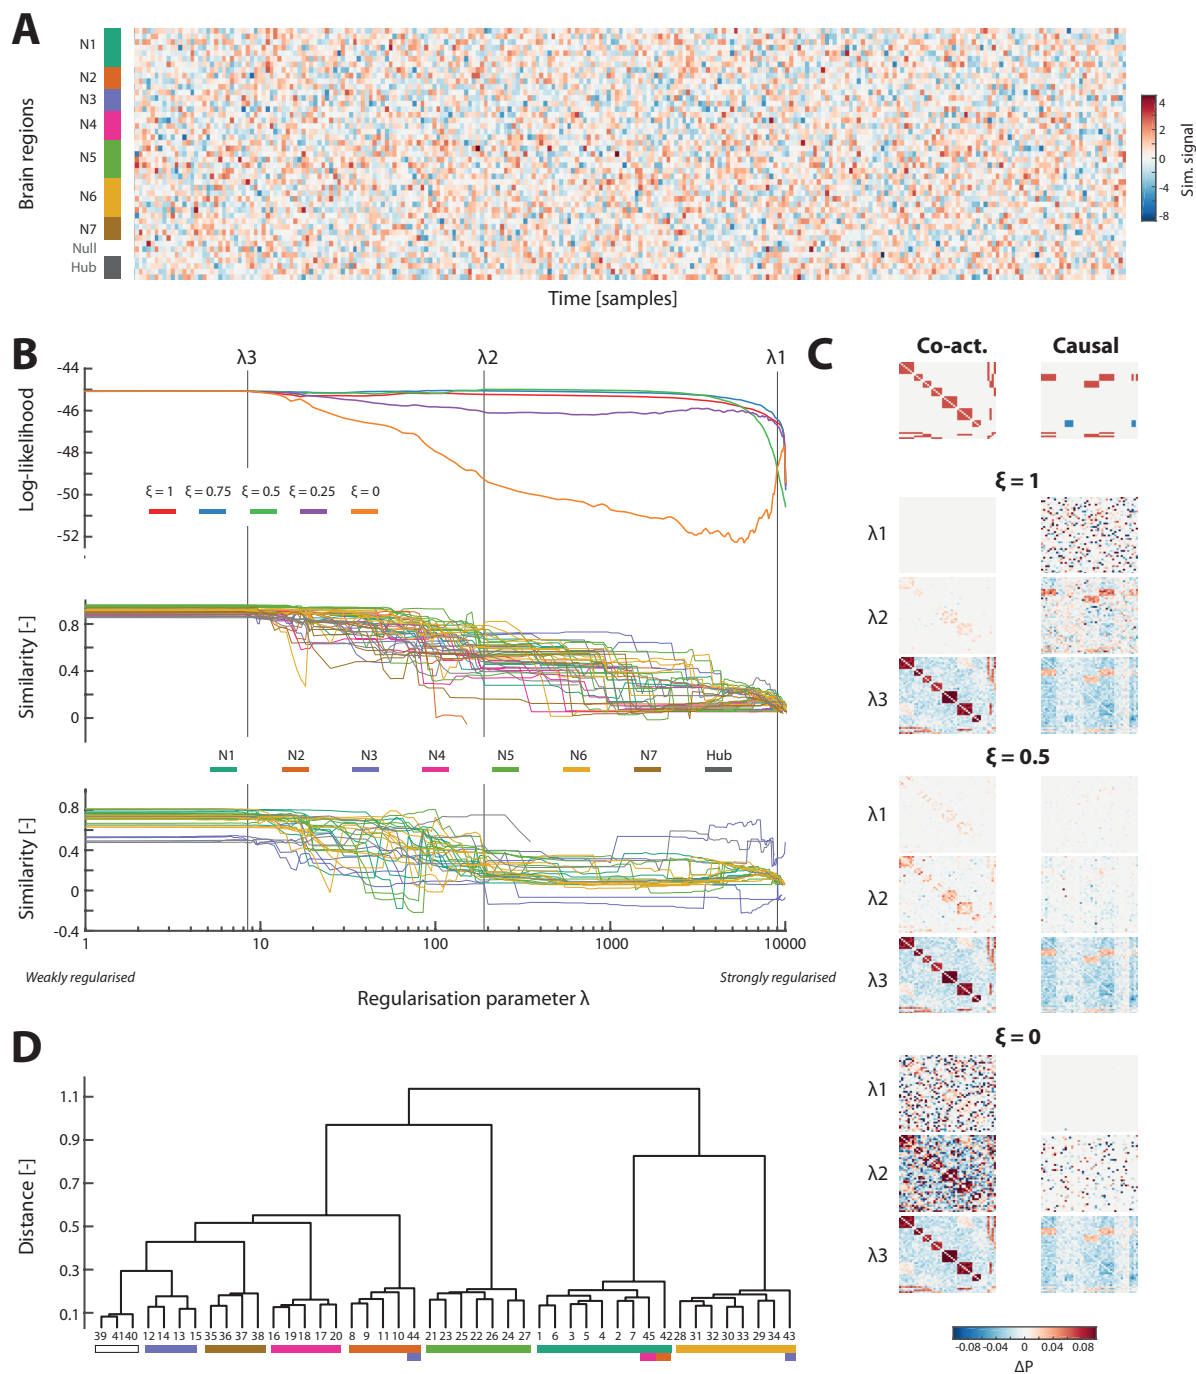 A
Brain regions
N1
N2
N3
N4
N5
N6
N7
Null
Hub
Time [samples]
4
2
0
-4
-8
Sim. signal
B
λ3
λ2
λ1
Log-likelihood
-44
-46
-48
-50
-52
ξ = 1
ξ = 0.75
ξ = 0.5
ξ = 0.25
ξ = 0
Similarity [-]
0.8
0.4
0
N1
N2
N3
N4
N5
N6
N7
Hub
Similarity [-]
0.8
0.4
0
-0.4
1
10
100
1000
10000
Weakly regularised
Strongly regularised
Regularisation parameter λ
C
Co-act.
Causal
ξ = 1
λ1
λ2
λ3
ξ = 0.5
λ1
λ2
λ3
ξ = 0
λ1
λ2
λ3
-0.08 -0.04 0 0.04 0.08
ΔP
D
Distance [-]
1.1
0.9
0.7
0.5
0.3
0.1
39 41 40 12 14 13 15 35 36 37 38 16 19 18 17 20 8 9 11 10 44 21 23 25 22 26 24 27 1 6 3 5 4 2 7 45 42 28 31 32 30 33 29 34 43